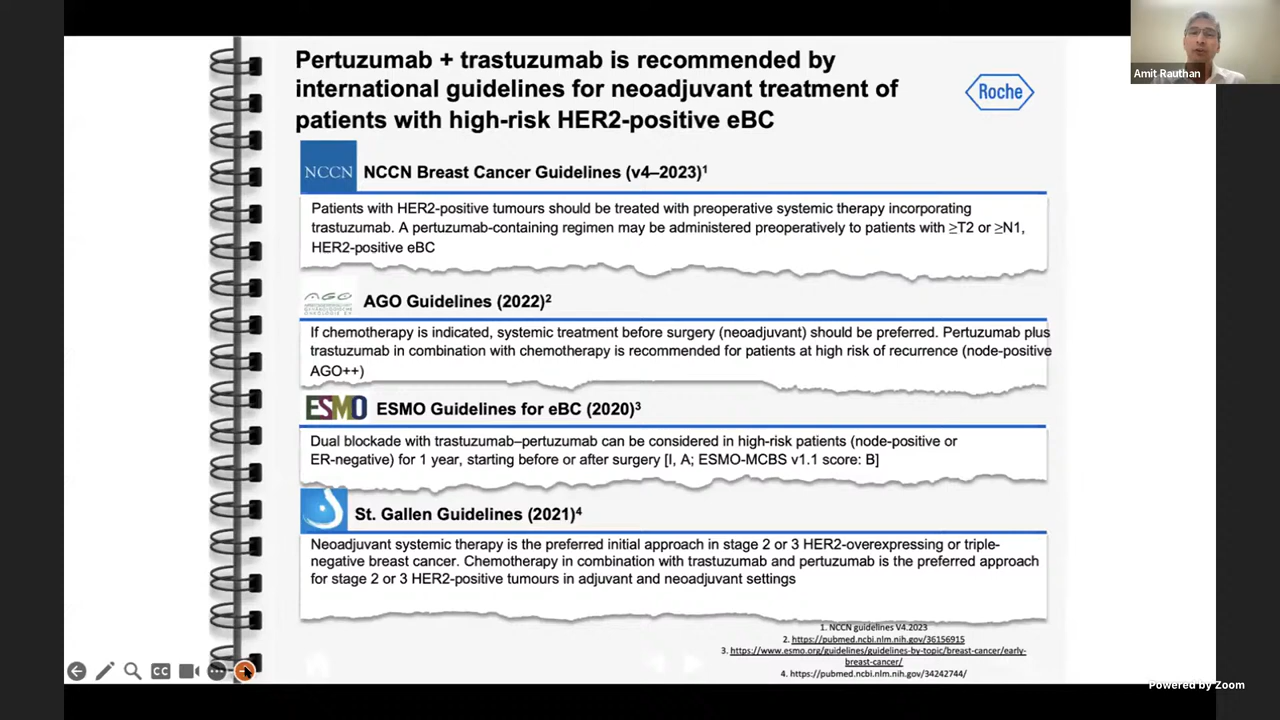 Pertuzumab + trastuzumab is recommended by
international guidelines for neoadjuvant treatment of
patients with high-risk HER2-positive eBC
Roche
Amit Rauthan
NCCN
NCCN Breast Cancer Guidelines (v4–2023)¹
Patients with HER2-positive tumours should be treated with preoperative systemic therapy incorporating
trastuzumab. A pertuzumab-containing regimen may be administered preoperatively to patients with ≥T2 or ≥N1,
HER2-positive eBC
AGO
AGO Guidelines (2022)²
If chemotherapy is indicated, systemic treatment before surgery (neoadjuvant) should be preferred. Pertuzumab plus
trastuzumab in combination with chemotherapy is recommended for patients at high risk of recurrence (node-positive
AGO++)
ESMO
ESMO Guidelines for eBC (2020)³
Dual blockade with trastuzumab–pertuzumab can be considered in high-risk patients (node-positive or
ER-negative) for 1 year, starting before or after surgery [I, A; ESMO-MCBS v1.1 score: B]
St. Gallen Guidelines (2021)⁴
Neoadjuvant systemic therapy is the preferred initial approach in stage 2 or 3 HER2-overexpressing or triple-
negative breast cancer. Chemotherapy in combination with trastuzumab and pertuzumab is the preferred approach
for stage 2 or 3 HER2-positive tumours in adjuvant and neoadjuvant settings
1. NCCN guidelines V4.2023
2. https://pubmed.ncbi.nlm.nih.gov/36156915
3. https://www.esmo.org/guidelines/guidelines-by-topic/breast-cancer/early-
breast-cancer/
4. https://pubmed.ncbi.nlm.nih.gov/34242744/
CC
Powered by Zoom